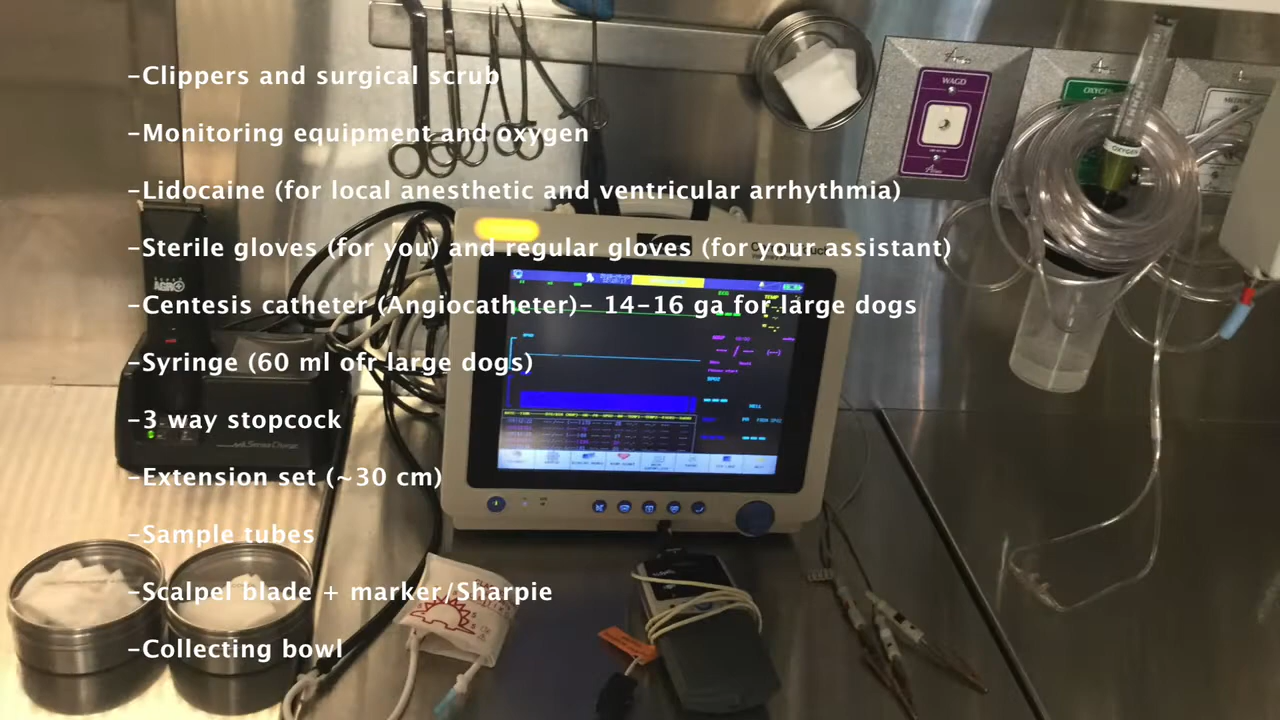 -Clippers and surgical scrub
-Monitoring equipment and oxygen
-Lidocaine (for local anesthetic and ventricular arrhythmia)
-Sterile gloves (for you) and regular gloves (for your assistant)
-Centesis catheter (Angiocatheter)- 14-16 ga for large dogs
-Syringe (60 ml ofr large dogs)
-3 way stopcock
-Extension set (~30 cm)
-Sample tubes
-Scalpel blade + marker/Sharpie
-Collecting bowl
WAGD
OXYGEN
TEMP
ECG
SPO2